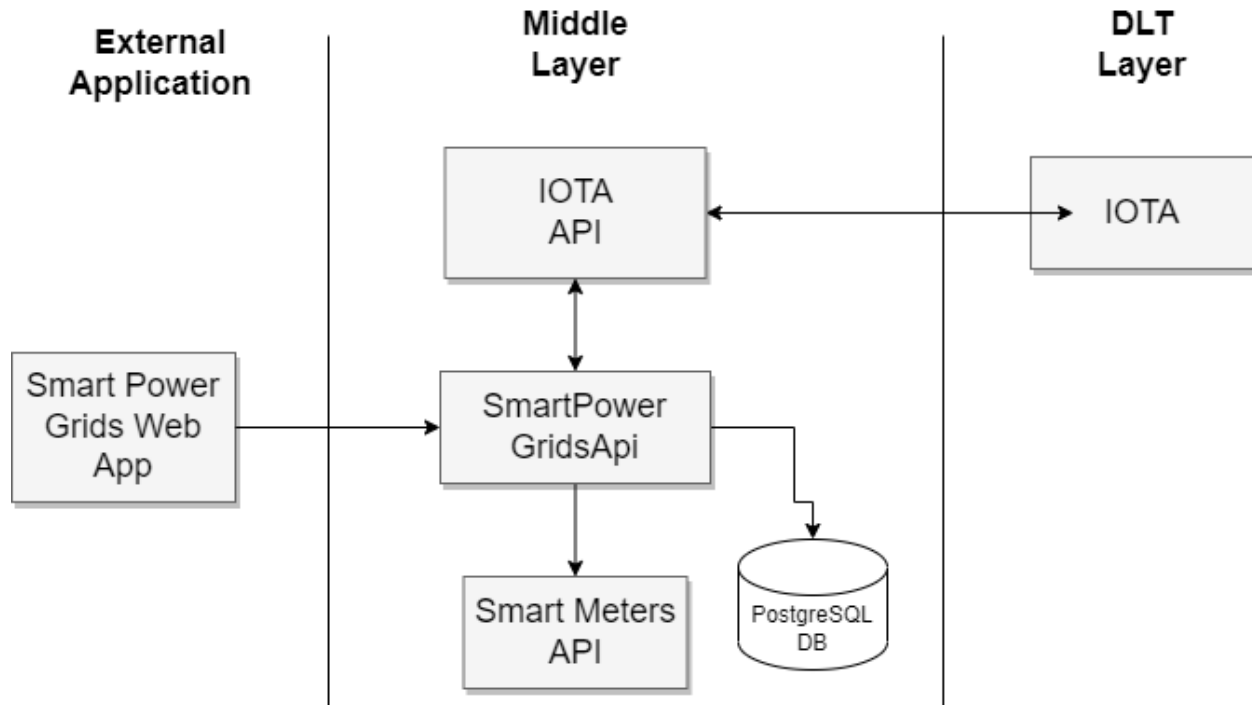 External
Application
Middle
Layer
DLT
Layer
IOTA
API
IOTA
Smart Power
Grids Web
App
SmartPower
GridsApi
Smart Meters
API
PostgreSQL
DB